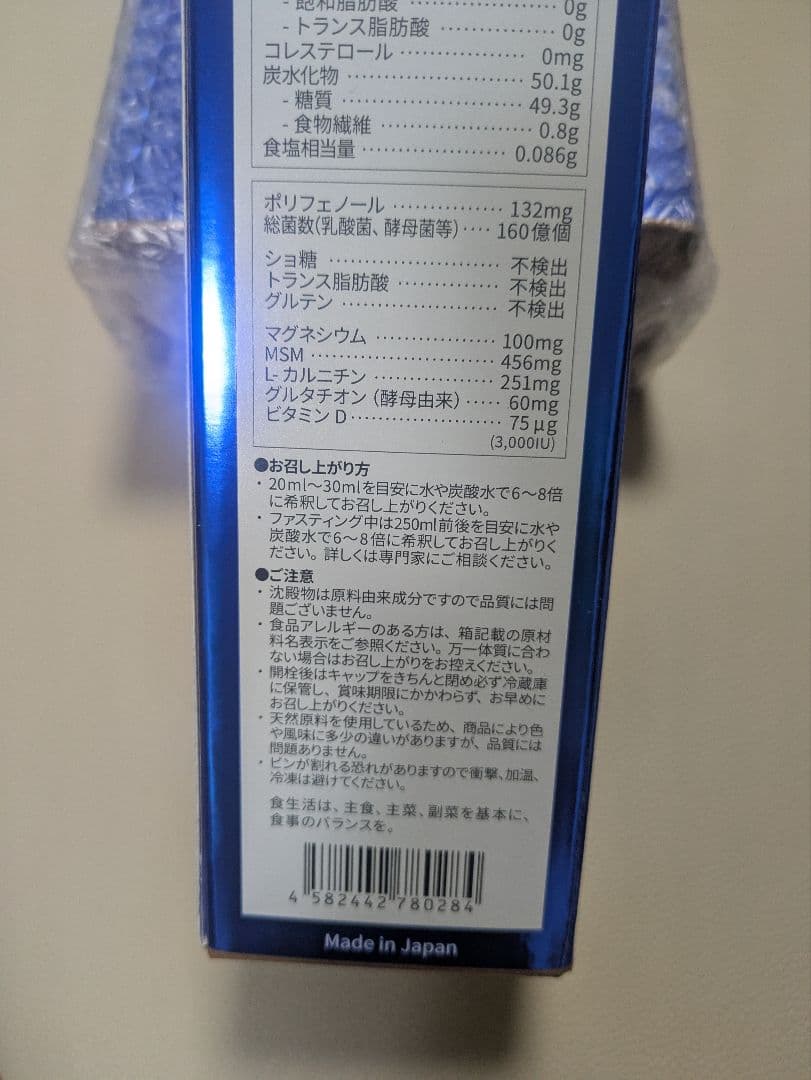 - 飽和脂肪酸 ………………… 0g
- トランス脂肪酸 ……………… 0g
コレステロール ……………… 0mg
炭水化物 …………………… 50.1g
- 糖質 …………………… 49.3g
- 食物繊維 ………………… 0.8g
食塩相当量 ………………… 0.086g
ポリフェノール …………… 132mg
総菌数(乳酸菌、酵母菌等) ‥‥ 160億個
ショ糖 …………………… 不検出
トランス脂肪酸 …………… 不検出
グルテン ………………… 不検出
マグネシウム ……………… 100mg
MSM …………………… 456mg
L-カルニチン ……………… 251mg
グルタチオン(酵母由来) ‥‥‥ 60mg
ビタミンD ………………… 75μg
(3,000IU)
●お召し上がり方
・20ml～30mlを目安に水や炭酸水で6～8倍
に希釈してお召し上がりください。
・ファスティング中は250ml前後を目安に水や
炭酸水で6～8倍に希釈してお召し上がりく
ださい。詳しくは専門家にご相談ください。
●ご注意
・沈殿物は原料由来成分ですので品質には問
題ございません。
・食品アレルギーのある方は、箱記載の原材
料名表示をご参照ください。万一体質に合わ
ない場合はお召し上がりをお控えください。
・開栓後はキャップをきちんと閉め必ず冷蔵庫
に保管し、賞味期限にかかわらず、お早めに
お召し上がりください。
・天然原料を使用しているため、商品により色
や風味に多少の違いがありますが、品質には
問題ありません。
・ビンが割れる恐れがありますので衝撃、加温、
冷凍は避けてください。
食生活は、主食、主菜、副菜を基本に、
食事のバランスを。
4 582442 780284
Made in Japan